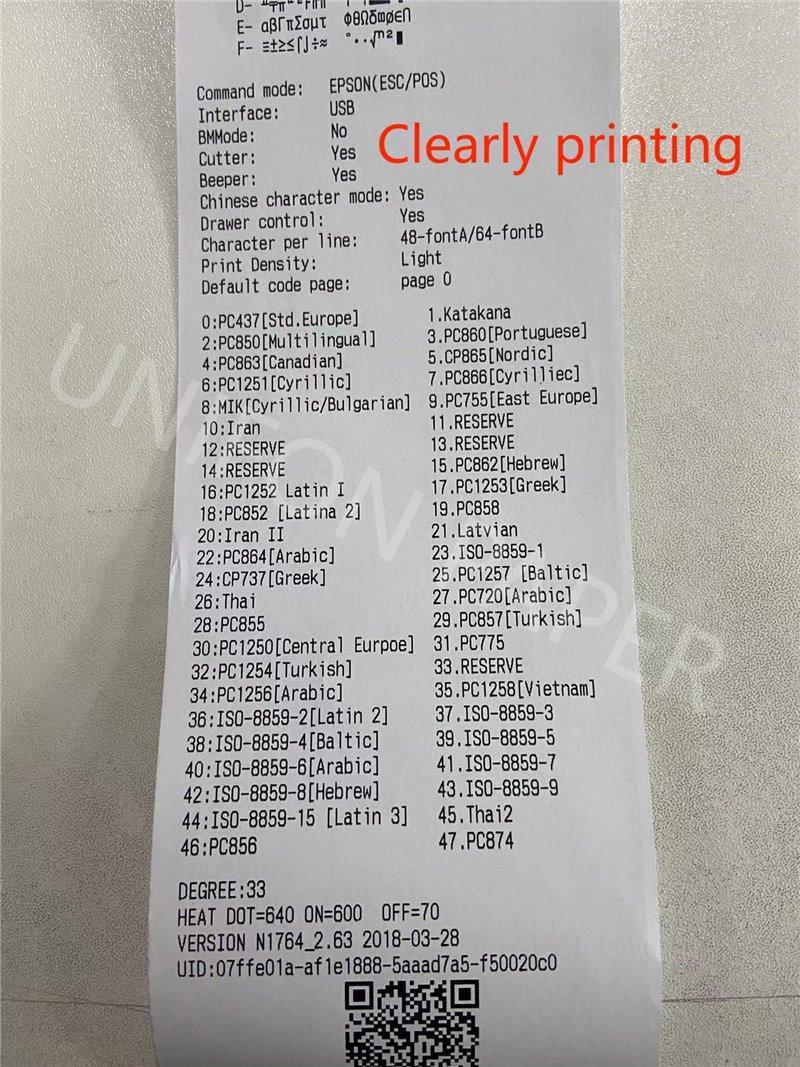 E- αβΓπΣσμτ ΦθΩδ∞øєΠ
F- ≡±≥≤⌠⌡÷≈ °∙·√ⁿ²■
Command mode: EPSON(ESC/POS)
Interface: USB
BMMode: No
Cutter: Yes
Clearly printing
Beeper: Yes
Chinese character mode: Yes
Drawer control: Yes
Character per line: 48-fontA/64-fontB
Print Density: Light
Default code page: page 0
0:PC437[Std.Europe] 1.Katakana
2:PC850[Multilingual] 3.PC860[Portuguese]
4:PC863[Canadian] 5.CP865[Nordic]
6:PC1251[Cyrillic] 7.PC866[Cyrilliec]
8:MIK[Cyrillic/Bulgarian] 9.PC755[East Europe]
10:Iran 11.RESERVE
12:RESERVE 13.RESERVE
14:RESERVE 15.PC862[Hebrew]
16:PC1252 Latin I 17.PC1253[Greek]
18:PC852 [Latina 2] 19.PC858
20:Iran II 21.Latvian
22:PC864[Arabic] 23.ISO-8859-1
24:CP737[Greek] 25.PC1257 [Baltic]
26:Thai 27.PC720[Arabic]
28:PC855 29.PC857[Turkish]
30:PC1250[Central Eurpoe] 31.PC775
32:PC1254[Turkish] 33.RESERVE
34:PC1256[Arabic] 35.PC1258[Vietnam]
36:ISO-8859-2[Latin 2] 37.ISO-8859-3
38:ISO-8859-4[Baltic] 39.ISO-8859-5
40:ISO-8859-6[Arabic] 41.ISO-8859-7
42:ISO-8859-8[Hebrew] 43.ISO-8859-9
44:ISO-8859-15 [Latin 3] 45.Thai2
46:PC856 47.PC874
DEGREE:33
HEAT DOT=640 ON=600 OFF=70
VERSION N1764_2.63 2018-03-28
UID:07ffe01a-af1e1888-5aaad7a5-f50020c0
PAPER